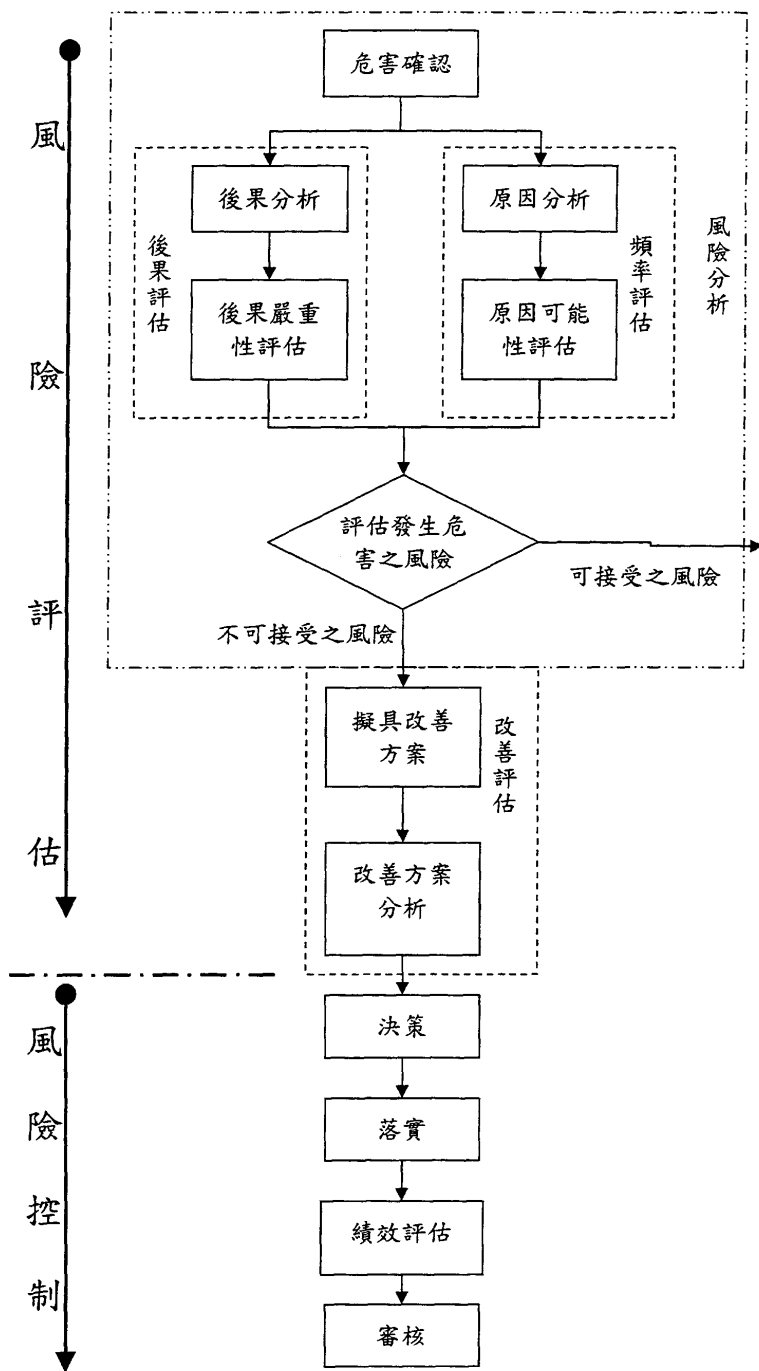 危害確認
後果分析
原因分析
後果嚴重
性評估
原因可能
性評估
後果評估
頻率評估
風險分析
評估發生危
害之風險
可接受之風險
不可接受之風險
擬具改善
方案
改善方案
分析
改善評估
風險評估
決策
落實
績效評估
審核
風險控制